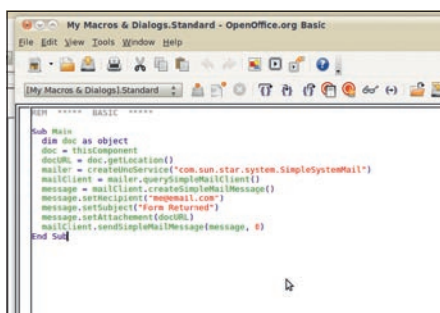 My Macros & Dialogs.Standard - OpenOffice.org Basic
File Edit View Tools Window Help
[My Macros & Dialogs].Standard
REM ***** BASIC *****
Sub Main
dim doc as object
doc = thisComponent
docURL = doc.getLocation()
mailer = createUnoService("com.sun.star.system.SimpleSystemMail")
mailClient = mailer.querySimpleMailClient()
message = mailClient.createSimpleMailMessage()
message.setRecipient("me@email.com")
message.setSubject("Form Returned")
message.setAttachement(docURL)
mailClient.sendSimpleMailMessage(message, 0)
End Sub